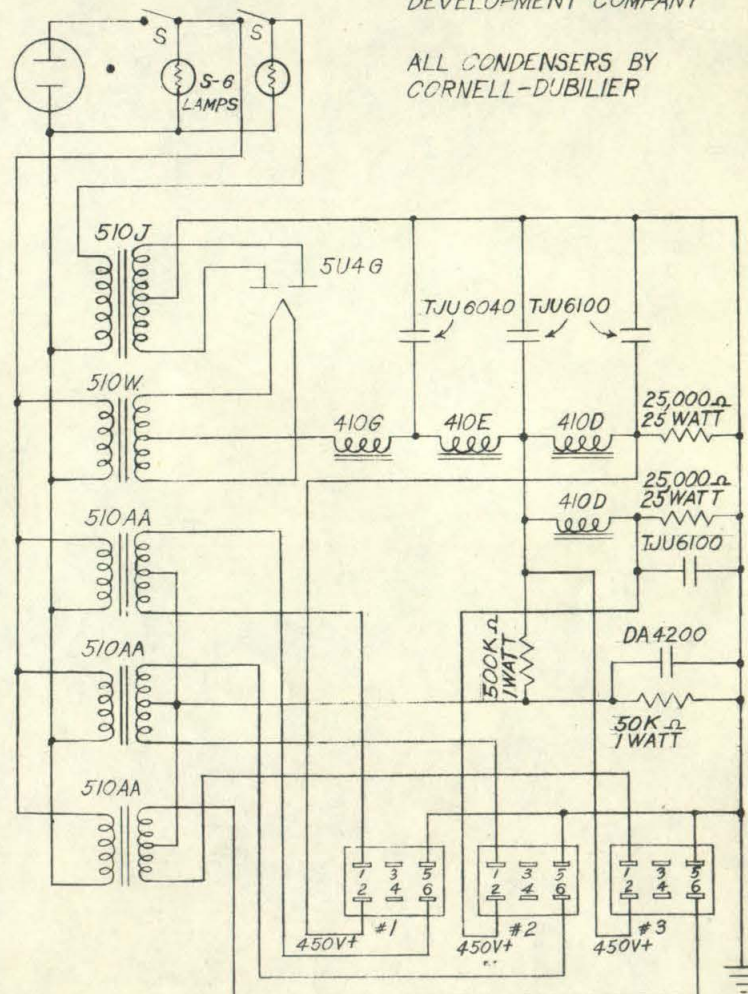 DEVELOPMENT COMPANY
ALL CONDENSERS BY
CORNELL-DUBILIER
S
S
S-6
LAMPS
510J
5U4G
TJU6040
TJU6100
510W.
410G
410E
410D
25,000Ω
25 WATT
510AA
410D
25,000Ω
25 WATT
TJU6100
510AA
500KΩ
1 WATT
DA4200
50KΩ
1 WATT
510AA
1 3 5
2 4 6
1 3 5
2 4 6
1 3 5
2 4 6
450V+
#1
450V+
#2
450V+
#3